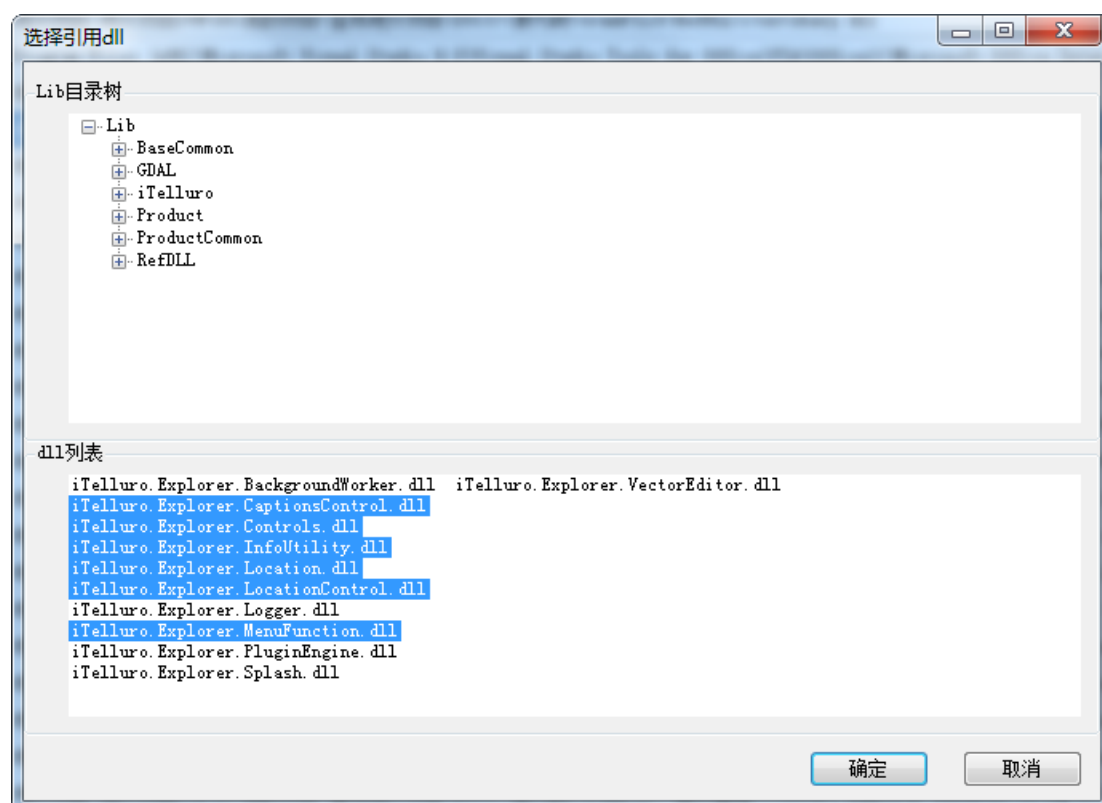 选择引用dll
Lib目录树
Lib
BaseCommon
GDAL
iTelluro
Product
ProductCommon
RefDLL
dll列表
iTelluro.Explorer.BackgroundWorker.dll iTelluro.Explorer.VectorEditor.dll
iTelluro.Explorer.CaptionsControl.dll
iTelluro.Explorer.Controls.dll
iTelluro.Explorer.InfoUtility.dll
iTelluro.Explorer.Location.dll
iTelluro.Explorer.LocationControl.dll
iTelluro.Explorer.Logger.dll
iTelluro.Explorer.MenuFunction.dll
iTelluro.Explorer.PluginEngine.dll
iTelluro.Explorer.Splash.dll
确定 取消